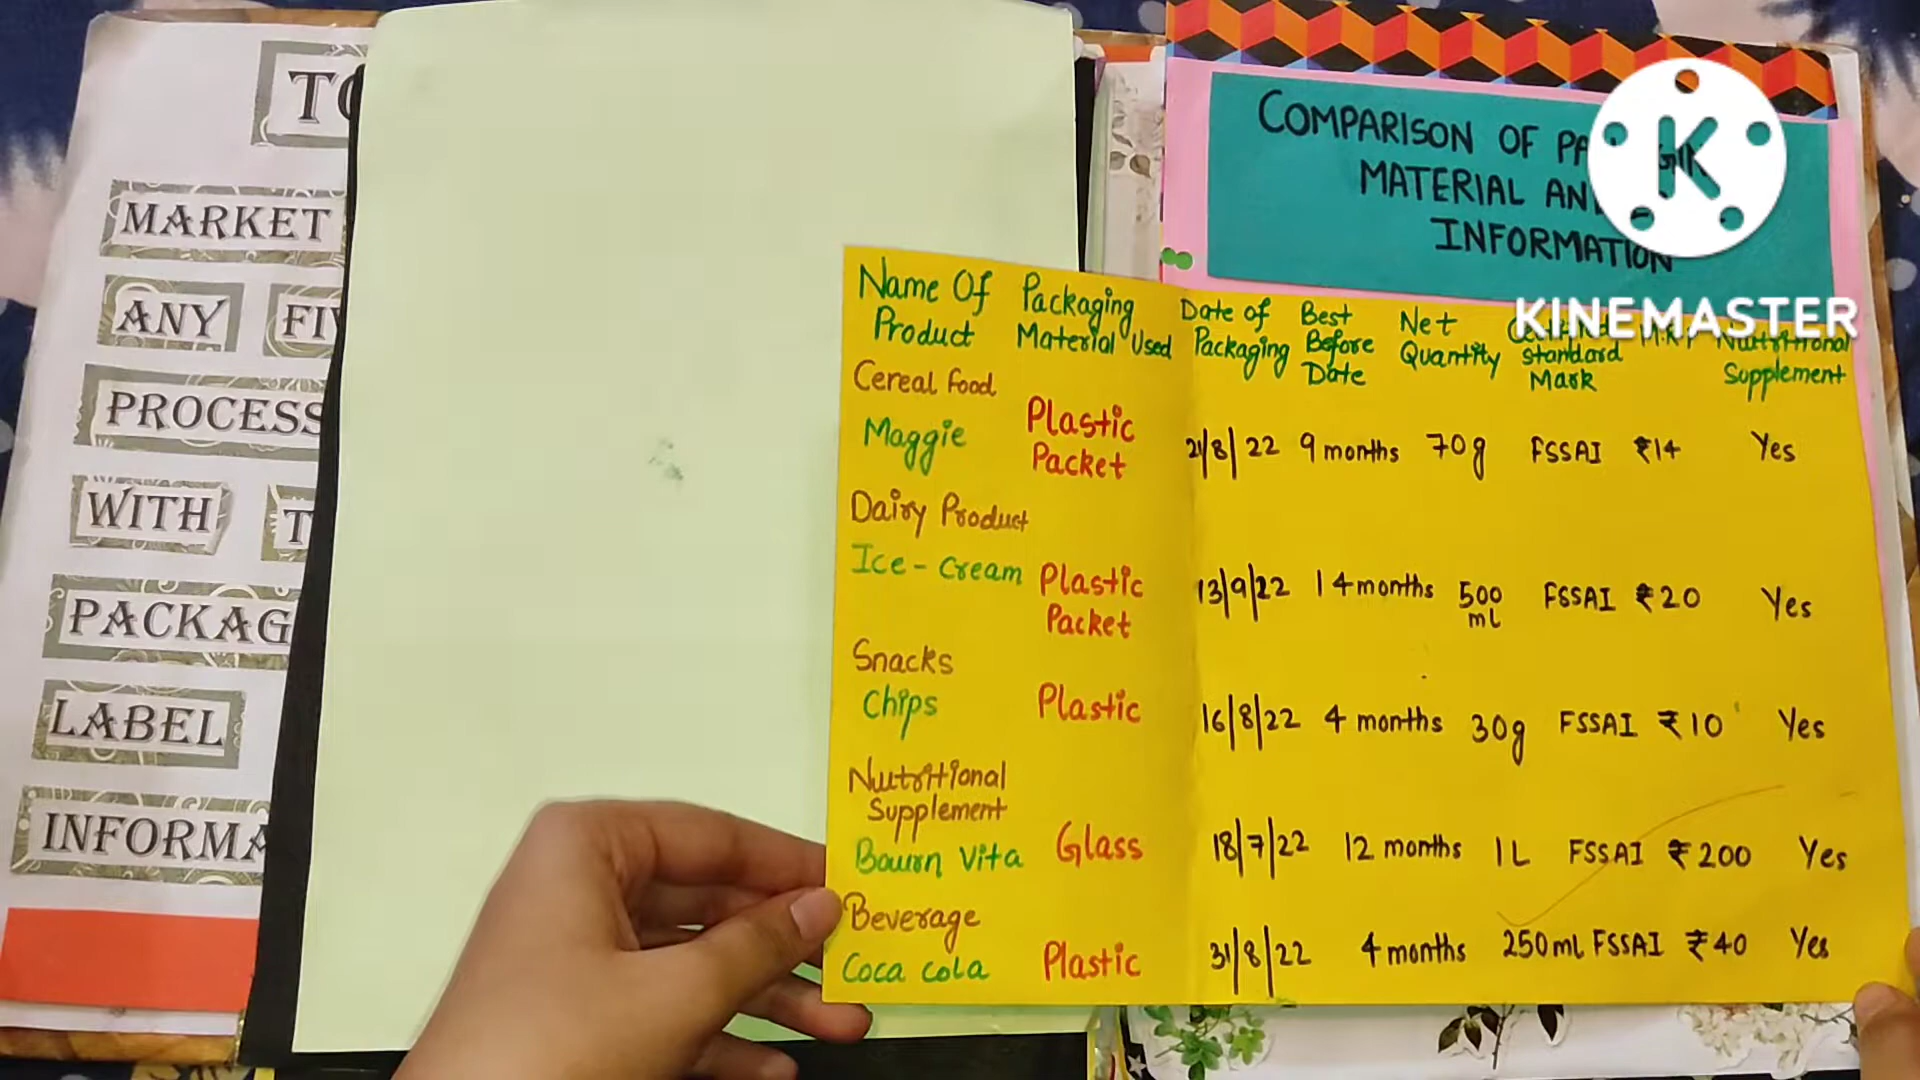 TO
MARKET
ANY FIV
PROCESS
WITH T
PACKAG
LABEL
INFORMA
COMPARISON OF
MATERIAL
INFORMATION
K
KINEMASTER
Name Of Product Packaging Material Used Date of Packaging Best Before Date Net Quantity Standard Mark M.R.P Nutritional Supplement
Cereal food
Maggie Plastic Packet 21/8/22 9 months 70g FSSAI ₹14 Yes
Dairy Product
Ice-cream Plastic Packet 13/9/22 14 months 500 ml FSSAI ₹20 Yes
Snacks
Chips Plastic 16/8/22 4 months 30g FSSAI ₹10 Yes
Nutritional
Supplement
Bourn Vita Glass 18/7/22 12 months 1L FSSAI ₹200 Yes
Beverage
Coca cola Plastic 31/8/22 4 months 250ml FSSAI ₹40 Yes